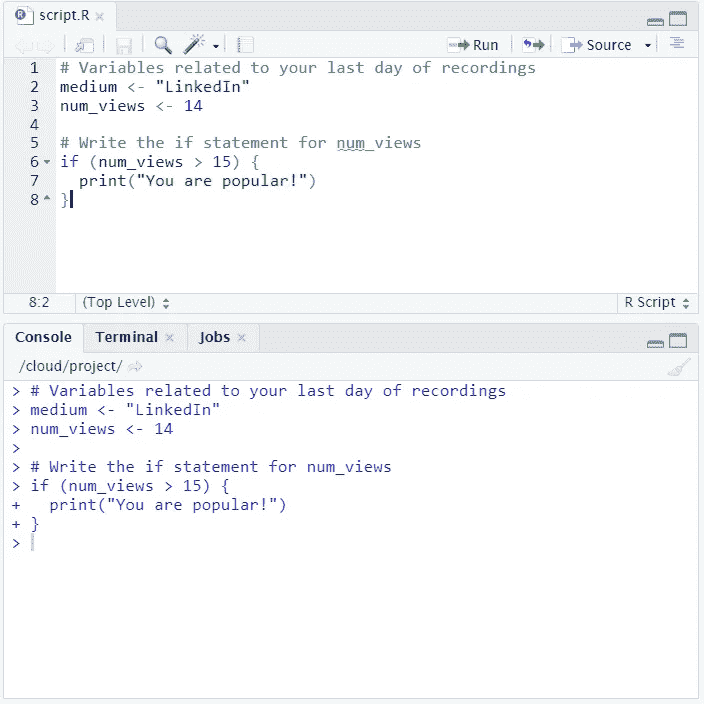 script.R
Run Source
1 # Variables related to your last day of recordings
2 medium <- "LinkedIn"
3 num_views <- 14
4
5 # Write the if statement for num_views
6 if (num_views > 15) {
7   print("You are popular!")
8 }
8:2 (Top Level) R Script
Console Terminal Jobs
/cloud/project/
> # Variables related to your last day of recordings
> medium <- "LinkedIn"
> num_views <- 14
>
> # Write the if statement for num_views
> if (num_views > 15) {
+   print("You are popular!")
+ }
>